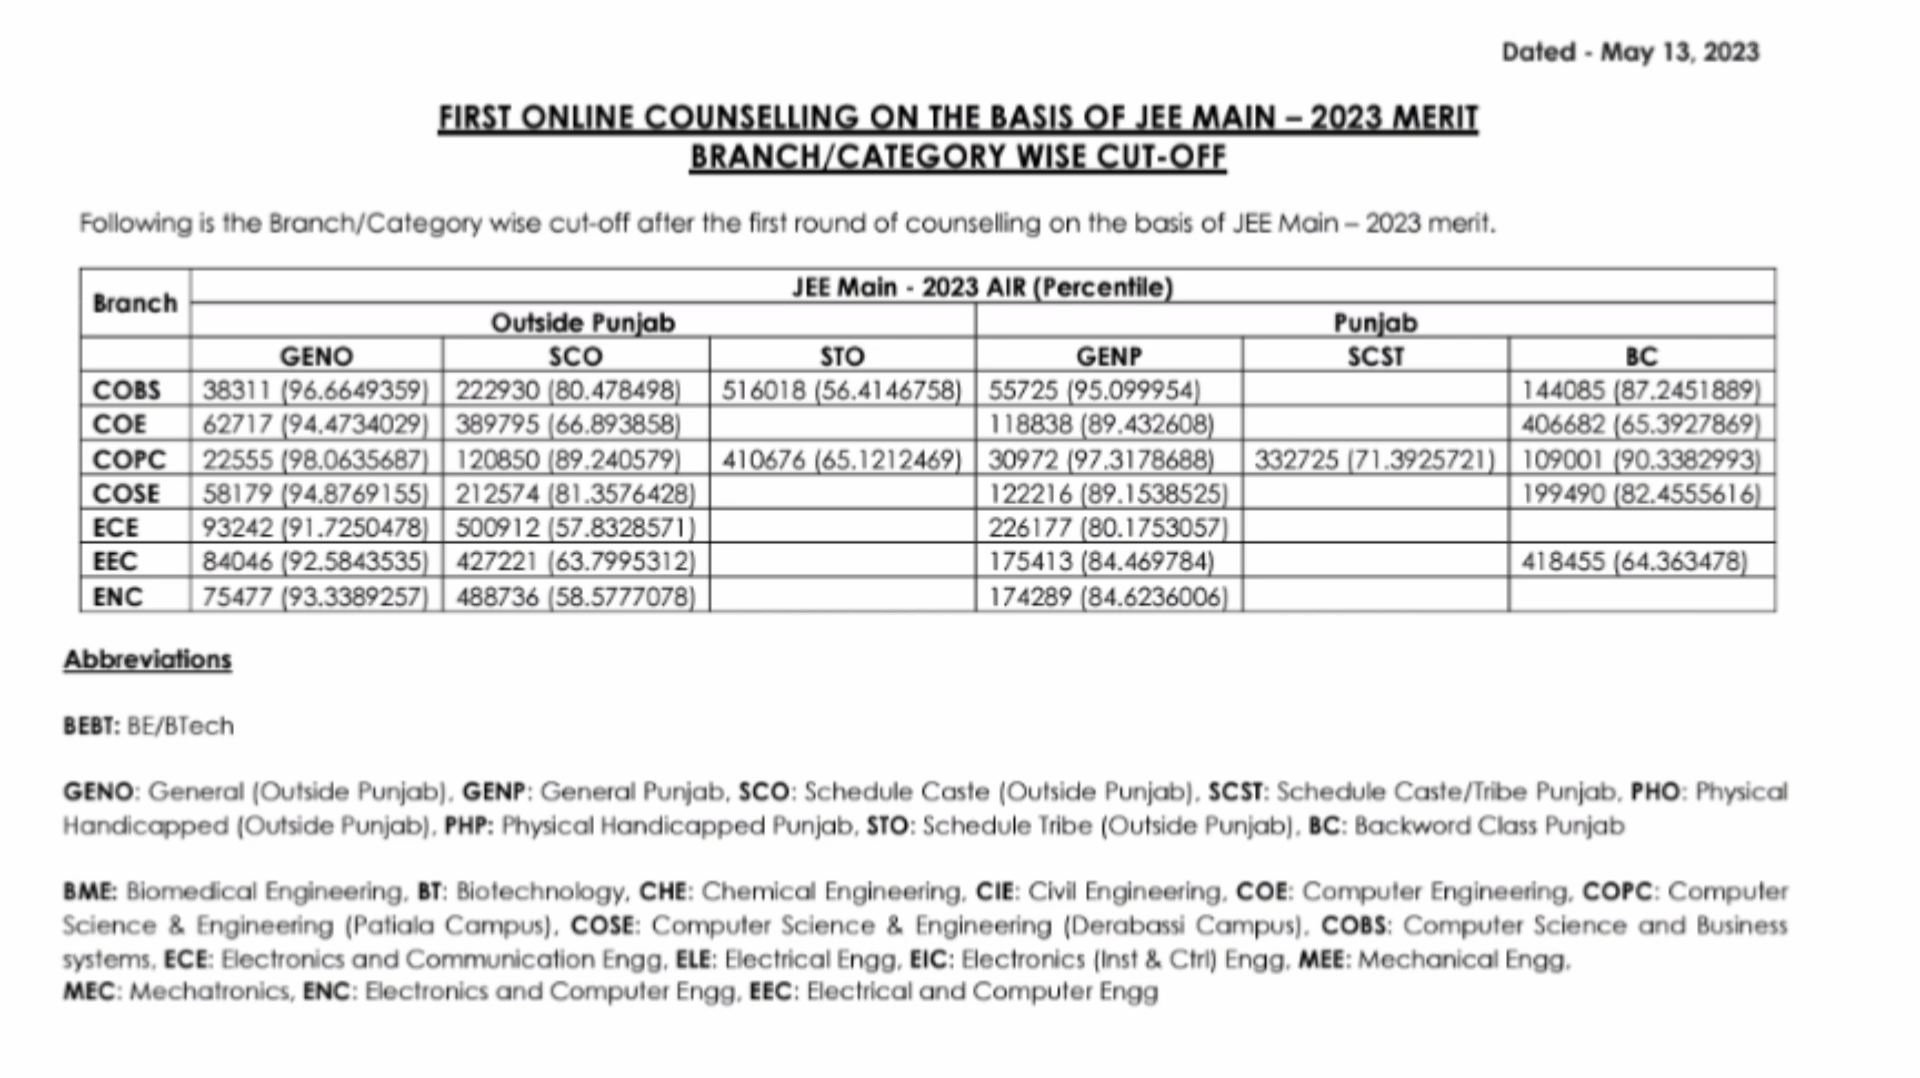 Dated - May 13, 2023
FIRST ONLINE COUNSELLING ON THE BASIS OF JEE MAIN – 2023 MERIT
BRANCH/CATEGORY WISE CUT-OFF
Following is the Branch/Category wise cut-off after the first round of counselling on the basis of JEE Main – 2023 merit.
Branch JEE Main - 2023 AIR (Percentile)
Outside Punjab Punjab
GENO SCO STO GENP SCST BC
COBS 38311 (96.6649359) 222930 (80.478498) 516018 (56.4146758) 55725 (95.099954) 144085 (87.2451889)
COE 62717 (94.4734029) 389795 (66.893858) 118838 (89.432608) 406682 (65.3927869)
COPC 22555 (98.0635687) 120850 (89.240579) 410676 (65.1212469) 30972 (97.3178688) 332725 (71.3925721) 109001 (90.3382993)
COSE 58179 (94.8769155) 212574 (81.3576428) 122216 (89.1538525) 199490 (82.4555616)
ECE 93242 (91.7250478) 500912 (57.8328571) 226177 (80.1753057)
EEC 84046 (92.5843535) 427221 (63.7995312) 175413 (84.469784) 418455 (64.363478)
ENC 75477 (93.3389257) 488736 (58.5777078) 174289 (84.6236006)
Abbreviations
BEBT: BE/BTech
GENO: General (Outside Punjab), GENP: General Punjab, SCO: Schedule Caste (Outside Punjab), SCST: Schedule Caste/Tribe Punjab, PHO: Physical
Handicapped (Outside Punjab), PHP: Physical Handicapped Punjab, STO: Schedule Tribe (Outside Punjab), BC: Backword Class Punjab
BME: Biomedical Engineering, BT: Biotechnology, CHE: Chemical Engineering, CIE: Civil Engineering, COE: Computer Engineering, COPC: Computer
Science & Engineering (Patiala Campus), COSE: Computer Science & Engineering (Derabassi Campus), COBS: Computer Science and Business
systems, ECE: Electronics and Communication Engg, ELE: Electrical Engg, EIC: Electronics (Inst & Ctrl) Engg, MEE: Mechanical Engg,
MEC: Mechatronics, ENC: Electronics and Computer Engg, EEC: Electrical and Computer Engg